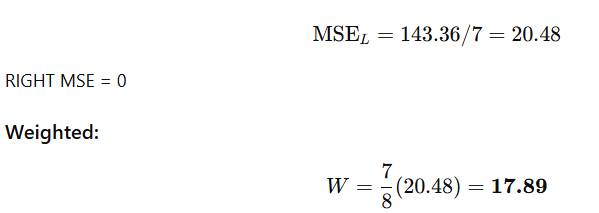 MSE_L = 143.36/7 = 20.48
RIGHT MSE = 0
Weighted:
W = 7/8(20.48) = 17.89